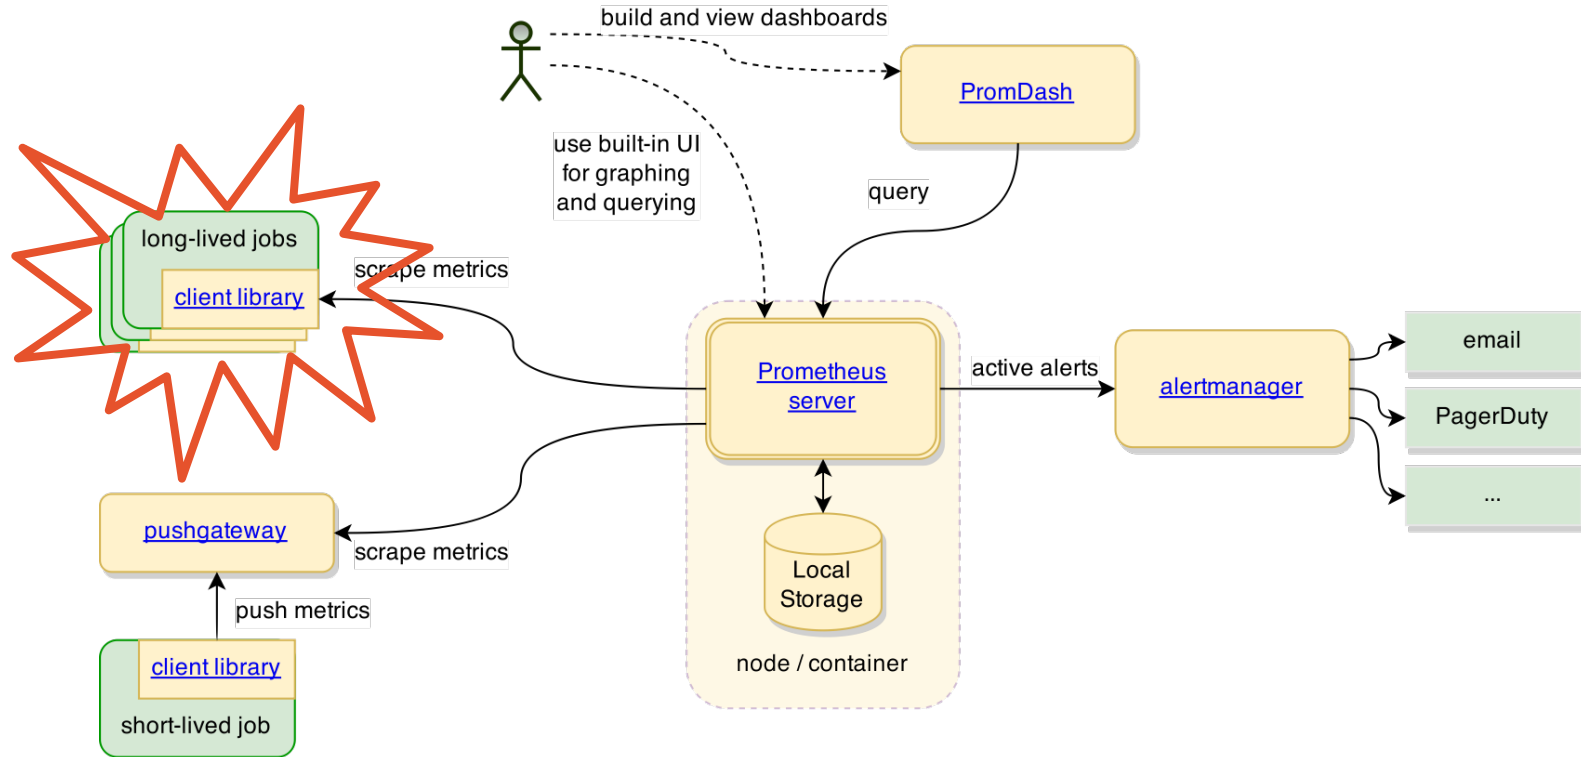 build and view dashboards
PromDash
use built-in UI
for graphing
and querying
query
long-lived jobs
client library
scrape metrics
Prometheus
server
active alerts
alertmanager
email
PagerDuty
...
pushgateway
scrape metrics
push metrics
client library
short-lived job
Local
Storage
node / container